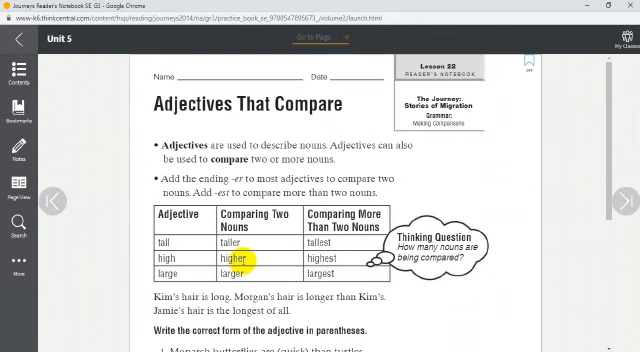 Journeys Reader's Notebook SE G3 - Google Chrome
www-k6.thinkcentral.com/content/hsp/reading/journeys2014/na/gr3/practice_book_se_9780547895673_/volume2/launch.html
Unit 5
Go to Page
My Classes
Contents
Bookmarks
Notes
Page View
Search
More
Name
Date
Lesson 22
READER'S NOTEBOOK
Adjectives That Compare
The Journey:
Stories of Migration
Grammar:
Making Comparisons
• Adjectives are used to describe nouns. Adjectives can also
be used to compare two or more nouns.
• Add the ending -er to most adjectives to compare two
nouns. Add -est to compare more than two nouns.
Adjective Comparing Two Nouns Comparing More Than Two Nouns
tall taller tallest
high higher highest
large larger largest
Thinking Question
How many nouns are
being compared?
Kim's hair is long. Morgan's hair is longer than Kim's.
Jamie's hair is the longest of all.
Write the correct form of the adjective in parentheses.
1. Monarch butterflies are (quick) than turtles.